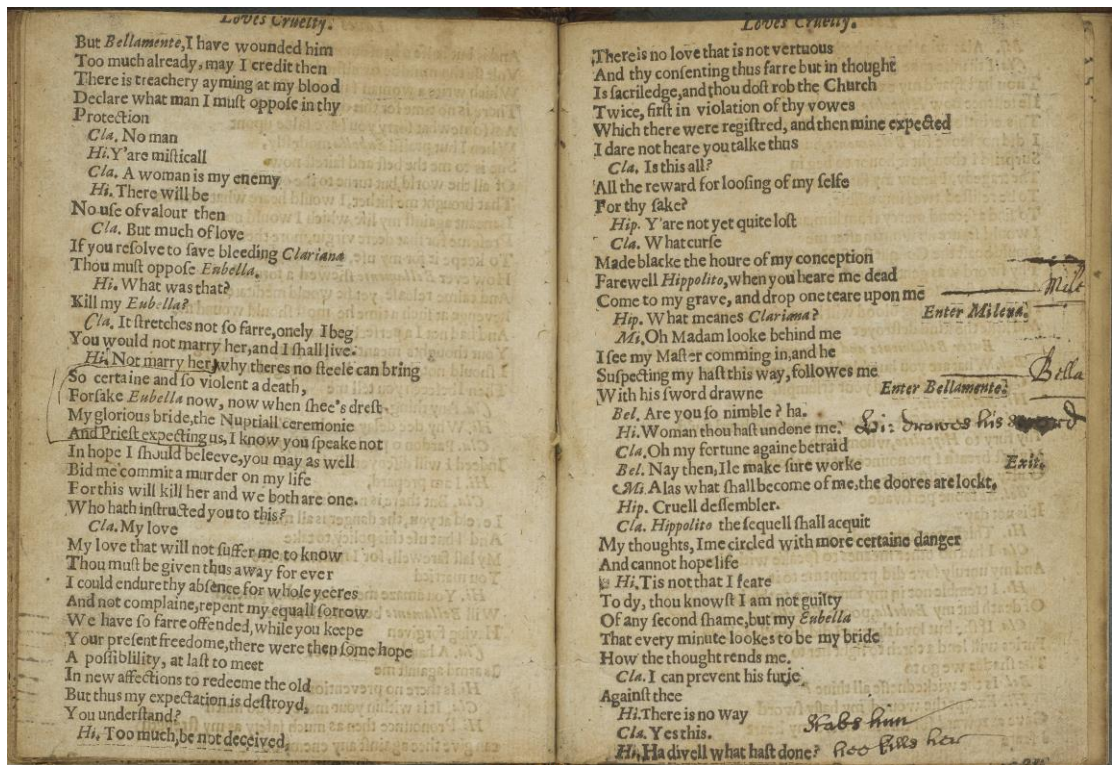 Loves Cruelty.
But Bellamente, I have wounded him
Too much already, may I credit then
There is treachery ayming at my blood
Declare what man I muſt oppoſe in thy
Protection
Cla. No man
Hi. Y'are miſticall
Cla. A woman is my enemy
Hi. There will be
No uſe of valour then
Cla. But much of love
If you reſolve to ſave bleeding Clariana
Thou muſt oppoſe Eubella.
Hi. What was that?
Kill my Eubella?
Cla. It ſtretches not ſo farre, onely I beg
You would not marry her, and I ſhall live.
Hi. Not marry her, why theres no ſteele can bring
So certaine and ſo violent a death,
Forſake Eubella now, now when ſhee's dreſt
My glorious bride, the Nuptiall ceremonie
And Prieſt expecting us, I know you ſpeake not
In hope I ſhould beleeve, you may as well
Bid me commit a murder on my life
For this will kill her and we both are one.
Who hath inſtructed you to this?
Cla. My love
My love that will not ſuffer me to know
Thou muſt be given thus away for ever
I could endure thy abſence for whole yeeres
And not complaine, repent my equall ſorrow
We have ſo farre offended, while you keepe
Your preſent freedome, there were then ſome hope
A poſſiblility, at laſt to meet
In new affections to redeeme the old
But thus my expectation is deſtroyd,
You underſtand?
Hi. Too much, be not deceived,
Loves Cruelty.
There is no love that is not vertuous
And thy conſenting thus farre but in thought
Is ſacriledge, and thou doſt rob the Church
Twice, firſt in violation of thy vowes
Which there were regiſtred, and then mine expected
I dare not heare you talke thus
Cla. Is this all?
All the reward for looſing of my ſelfe
For thy ſake?
Hip. Y'are not yet quite loſt
Cla. What curſe
Made blacke the houre of my conception
Farewell Hippolito, when you heare me dead
Come to my grave, and drop one teare upon me Mile
Hip. What meanes Clariana? Enter Milena.
Mi. Oh Madam looke behind me
I ſee my Maſter comming in, and he
Suſpecting my haſt this way, followes me Bella
With his ſword drawne Enter Bellamente.
Bel. Are you ſo nimble? ha.
Hi. Woman thou haſt undone me. Hi: drawes his sword
Cla. Oh my fortune againe betraid
Bel. Nay then, Ile make ſure worke Exit.
Mi. Alas what ſhall become of me, the doores are lockt.
Hip. Cruell deſſembler.
Cla. Hippolito the ſequell ſhall acquit
My thoughts, Ime circled with more certaine danger
And cannot hope life
Hi. Tis not that I feare
To dy, thou knowſt I am not guilty
Of any ſecond ſhame, but my Eubella
That every minute lookes to be my bride
How the thought rends me.
Cla. I can prevent his furie
Againſt thee
Hi. There is no way
Cla. Yes this. Stabs him
Hi. Ha divell what haſt done? hee kills her